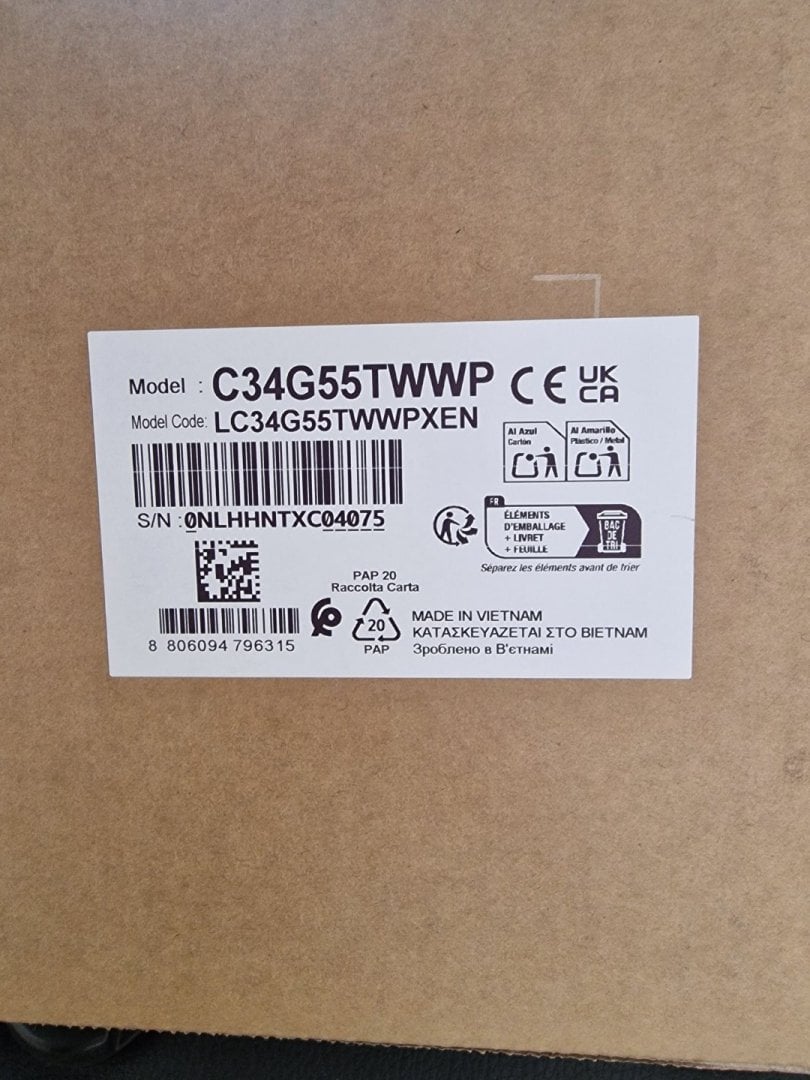 Model : C34G55TWWP
CE UK CA
Model Code: LC34G55TWWPXEN
Al Azul
Cartón
Al Amarillo
Plástico / Metal
S/N : 0NLHHNTXC04075
FR
ÉLÉMENTS
D'EMBALLAGE
+ LIVRET
+ FEUILLE
BAC
DE
TRI
Séparez les éléments avant de trier
PAP 20
Raccolta Carta
20
PAP
8 806094 796315
MADE IN VIETNAM
ΚΑΤΑΣΚΕΥΑΖΕΤΑΙ ΣΤΟ ΒΙΕΤΝΑΜ
Зроблено в В'єтнамі